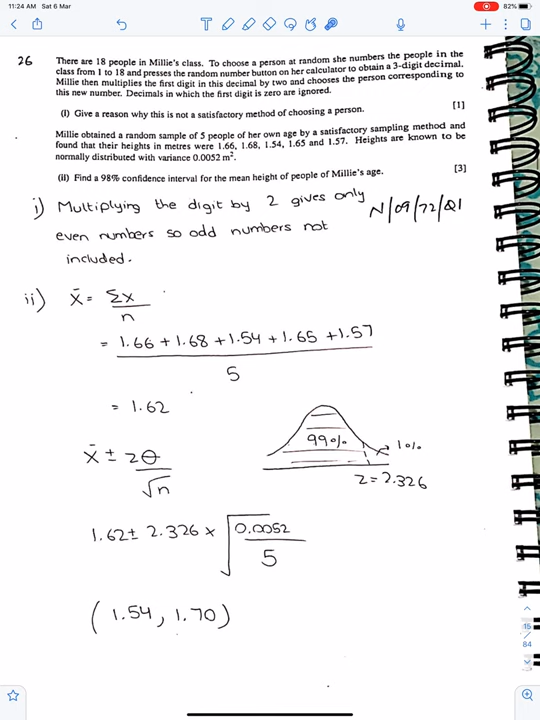 11:24 AM Sat 6 Mar
82%
26
There are 18 people in Millie's class. To choose a person at random she numbers the people in the
class from 1 to 18 and presses the random number button on her calculator to obtain a 3-digit decimal.
Millie then multiplies the first digit in this decimal by two and chooses the person corresponding to
this new number. Decimals in which the first digit is zero are ignored.
(i) Give a reason why this is not a satisfactory method of choosing a person. [1]
Millie obtained a random sample of 5 people of her own age by a satisfactory sampling method and
found that their heights in metres were 1.66, 1.68, 1.54, 1.65 and 1.57. Heights are known to be
normally distributed with variance 0.0052 m².
(ii) Find a 98% confidence interval for the mean height of people of Millie's age. [3]
N/09/72/Q1
i) Multiplying the digit by 2 gives only
even numbers so odd numbers not
included.
ii) x̄ = Σx
n
= 1.66 + 1.68 + 1.54 + 1.65 + 1.57
5
= 1.62
99%
1%
z = 2.326
x̄ ± zσ
√n
1.62 ± 2.326 × √0.0052
5
(1.54, 1.70)
15
/
84